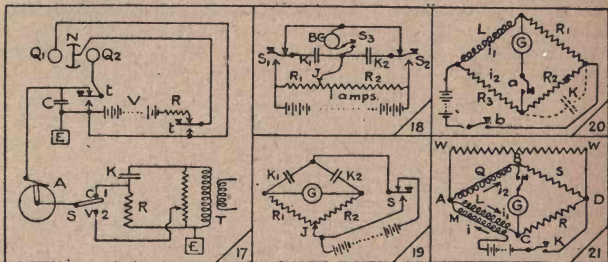 Q1 N Q2
t
C V R
t
E
A
K
C 1
S R T
V 2
E
17
BG S3
S1 K1 K2 S2
R1 J R2
i amps.
18
K1 K2
G S
R1 R2
J
19
L R1
i1 G
i2 a R2
R3 K
b
20
W W
B
Q i2 S
A L i1 G D
M i R
C K
21